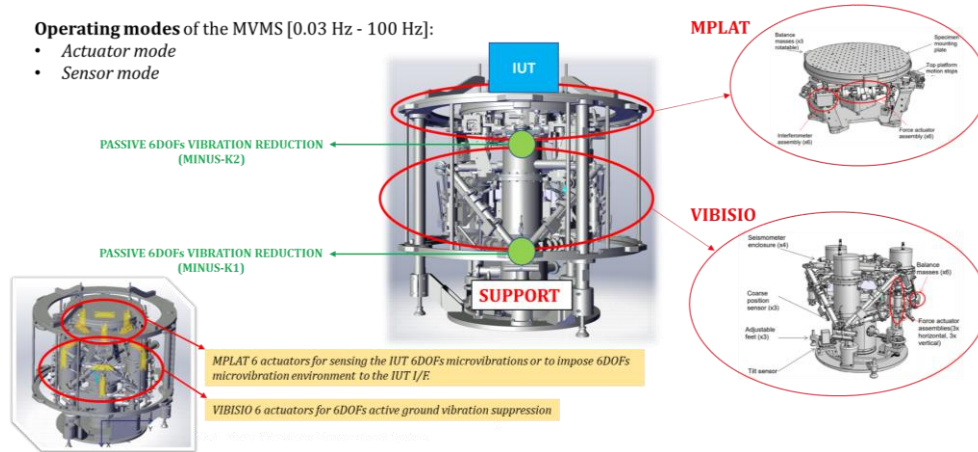 Operating modes of the MVMS [0.03 Hz - 100 Hz]:
• Actuator mode
• Sensor mode
IUT
MPLAT
Balance
masses (x3
rotatable)
Specimen
mounting
plate
Top platform
motion stops
Interferometer
assembly (x6)
Force actuator
assembly (x6)
PASSIVE 6DOFs VIBRATION REDUCTION
(MINUS-K2)
PASSIVE 6DOFs VIBRATION REDUCTION
(MINUS-K1)
SUPPORT
VIBISIO
Seismometer
enclosure (x4)
Balance
masses (x6)
Coarse
position
sensor (x3)
Force actuator
assemblies(3x
horizontal, 3x
vertical)
Adjustable
feet (x3)
Tilt sensor
MPLAT 6 actuators for sensing the IUT 6DOFs microvibrations or to impose 6DOFs
microvibration environment to the IUT I/F.
VIBISIO 6 actuators for 6DOFs active ground vibration suppression
X
Y